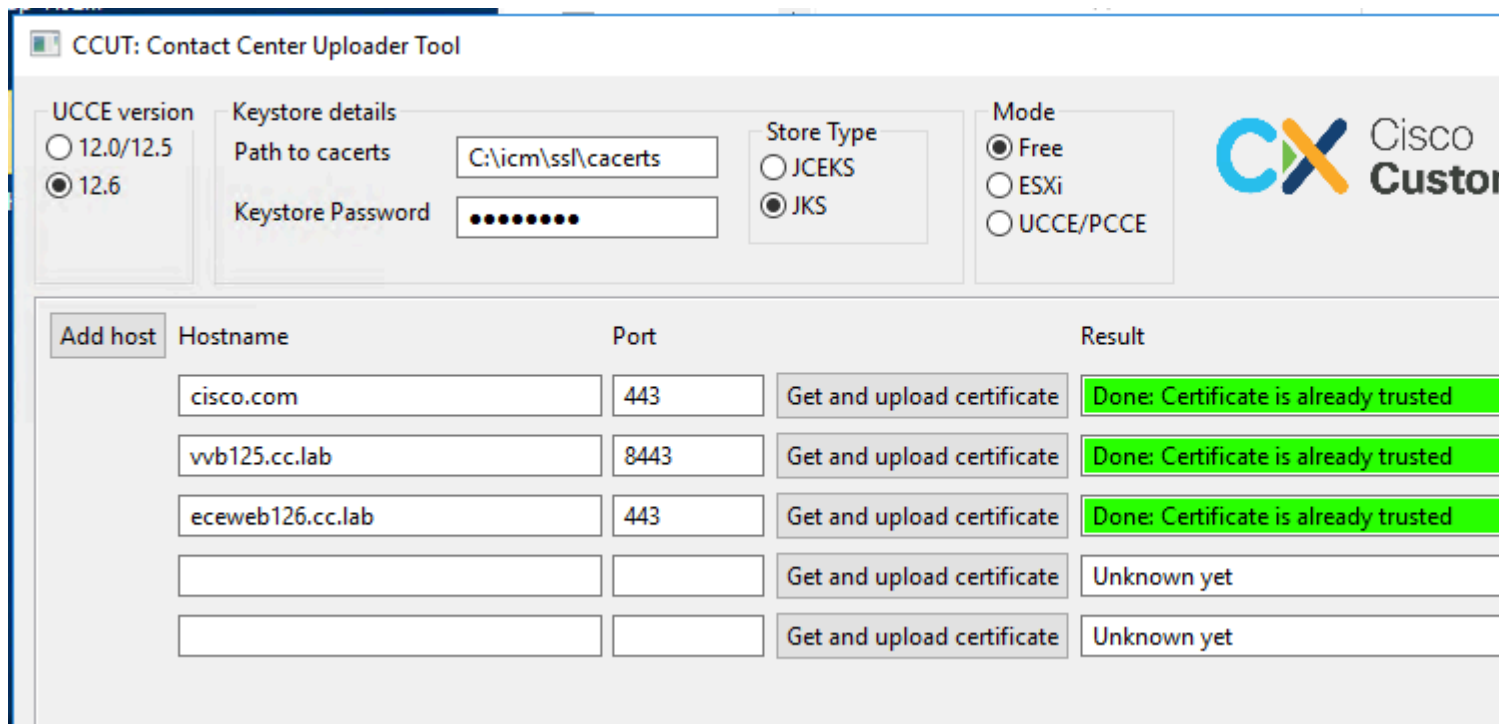 CCUT: Contact Center Uploader Tool
UCCE version
12.0/12.5
12.6
Keystore details
Path to cacerts
C:\icm\ssl\cacerts
Keystore Password
Store Type
JCEKS
JKS
Mode
Free
ESXi
UCCE/PCCE
Cisco
Custor
Add host Hostname Port Result
cisco.com 443 Get and upload certificate Done: Certificate is already trusted
vvb125.cc.lab 8443 Get and upload certificate Done: Certificate is already trusted
eceweb126.cc.lab 443 Get and upload certificate Done: Certificate is already trusted
Get and upload certificate Unknown yet
Get and upload certificate Unknown yet